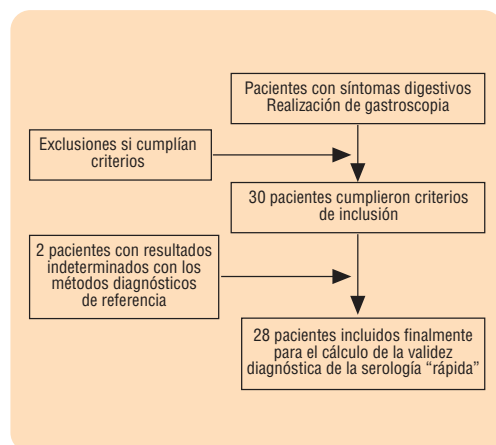 Pacientes con síntomas digestivos
Realización de gastroscopia
Exclusiones si cumplían
criterios
30 pacientes cumplieron criterios
de inclusión
2 pacientes con resultados
indeterminados con los
métodos diagnósticos
de referencia
28 pacientes incluidos finalmente
para el cálculo de la validez
diagnóstica de la serología “rápida”